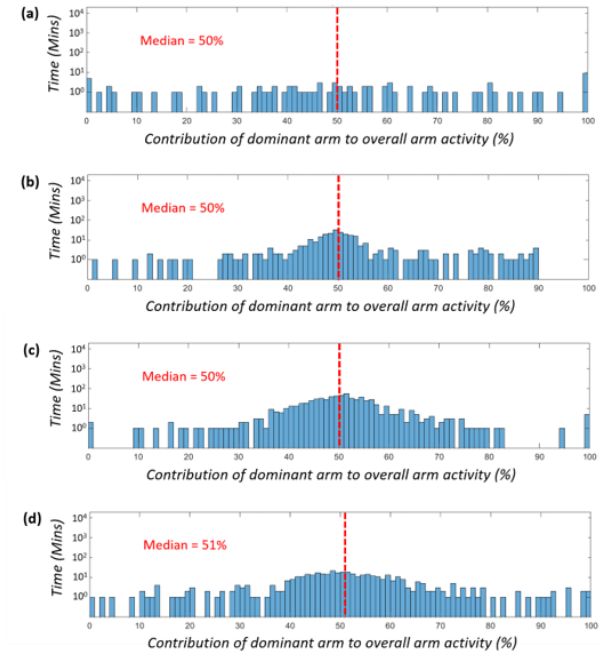 (a)
Time (Mins)
10⁴
10³
10²
10¹
10⁰
Median = 50%
0 10 20 30 40 50 60 70 80 90 100
Contribution of dominant arm to overall arm activity (%)
(b)
Time (Mins)
10⁴
10³
10²
10¹
10⁰
Median = 50%
0 10 20 30 40 50 60 70 80 90 100
Contribution of dominant arm to overall arm activity (%)
(c)
Time (Mins)
10⁴
10³
10²
10¹
10⁰
Median = 50%
0 10 20 30 40 50 60 70 80 90 100
Contribution of dominant arm to overall arm activity (%)
(d)
Time (Mins)
10⁴
10³
10²
10¹
10⁰
Median = 51%
0 10 20 30 40 50 60 70 80 90 100
Contribution of dominant arm to overall arm activity (%)